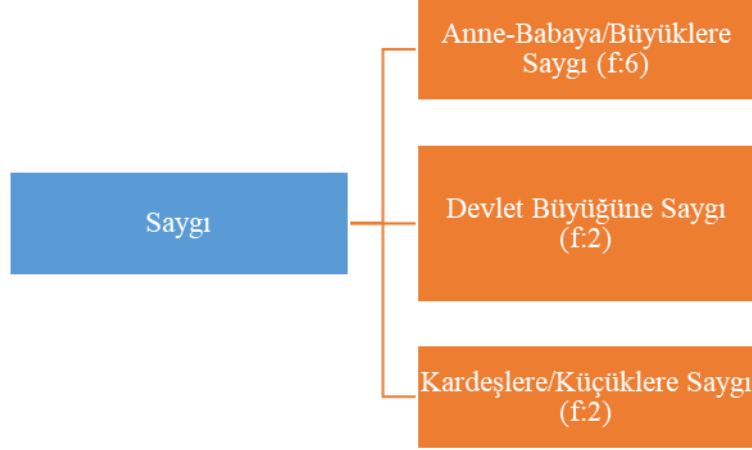 Anne-Babaya/Büyüklere
Saygı (f:6)
Saygı
Devlet Büyüğüne Saygı
(f:2)
Kardeşlere/Küçüklere Saygı
(f:2)